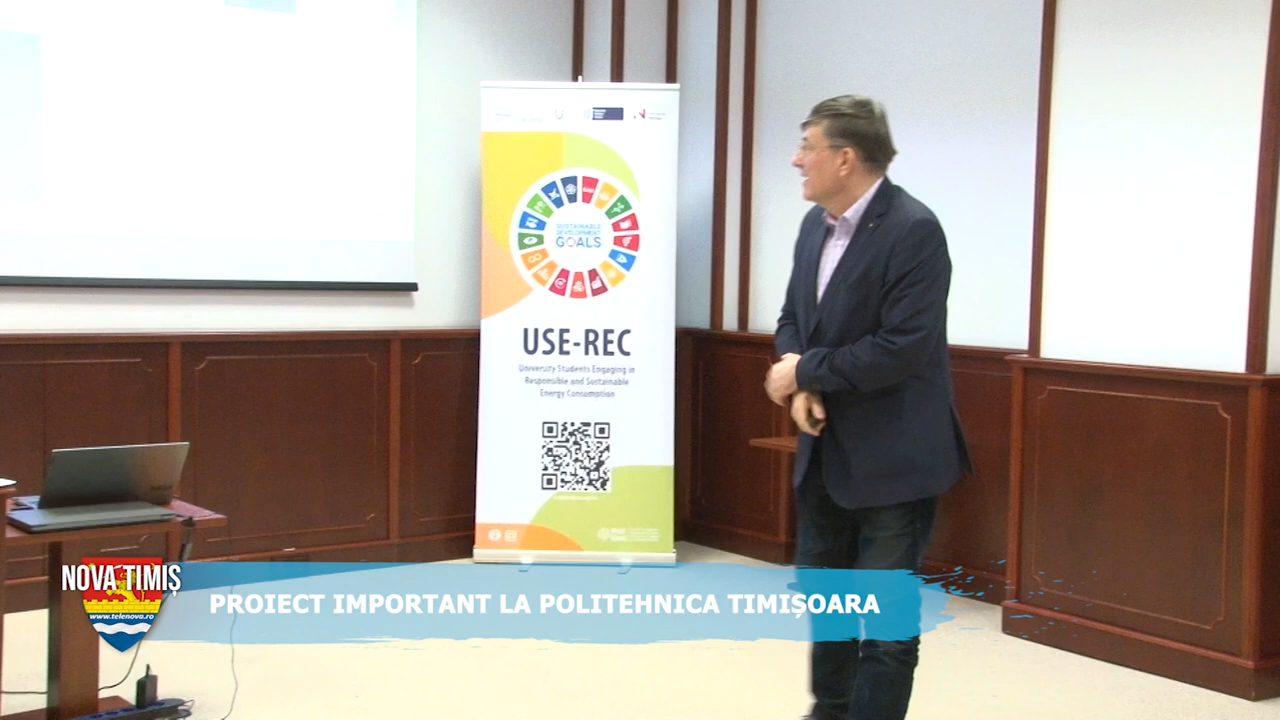 SUSTAINABLE
DEVELOPMENT
GOALS
USE-REC
University Students Engaging in
Responsible and Sustainable
Energy Consumption
NOVA TIMIȘ
www.telenova.ro
PROIECT IMPORTANT LA POLITEHNICA TIMIȘOARA